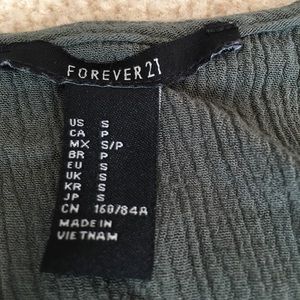 FOREVER 21
US S
CA P
MX S/P
BR P
EU S
UK S
KR S
JP S
CN 160/84A
MADE IN
VIETNAM